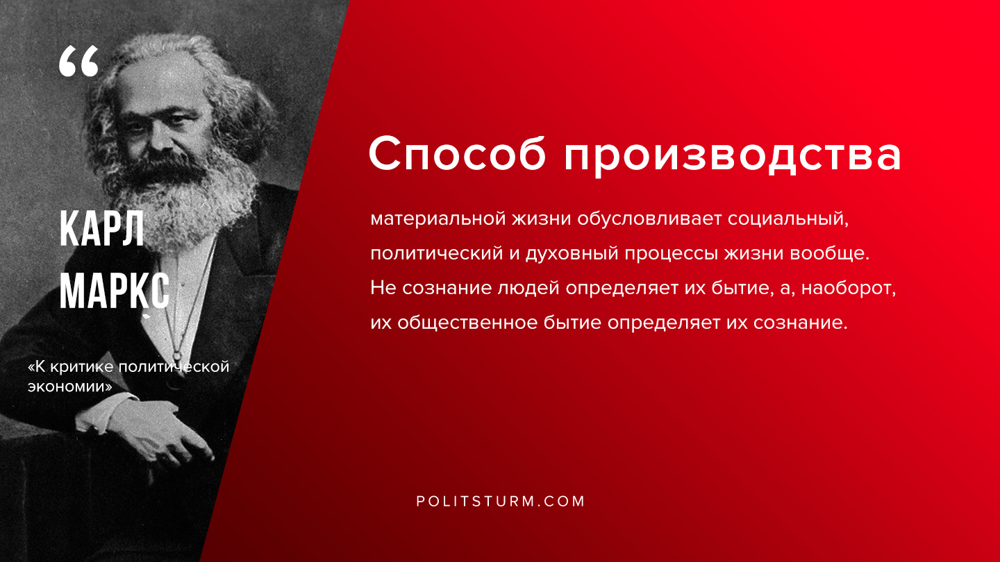 “
КАРЛ
МАРКС
«К критике политической
экономии»
Способ производства
материальной жизни обусловливает социальный,
политический и духовный процессы жизни вообще.
Не сознание людей определяет их бытие, а, наоборот,
их общественное бытие определяет их сознание.
POLITSTURM.COM